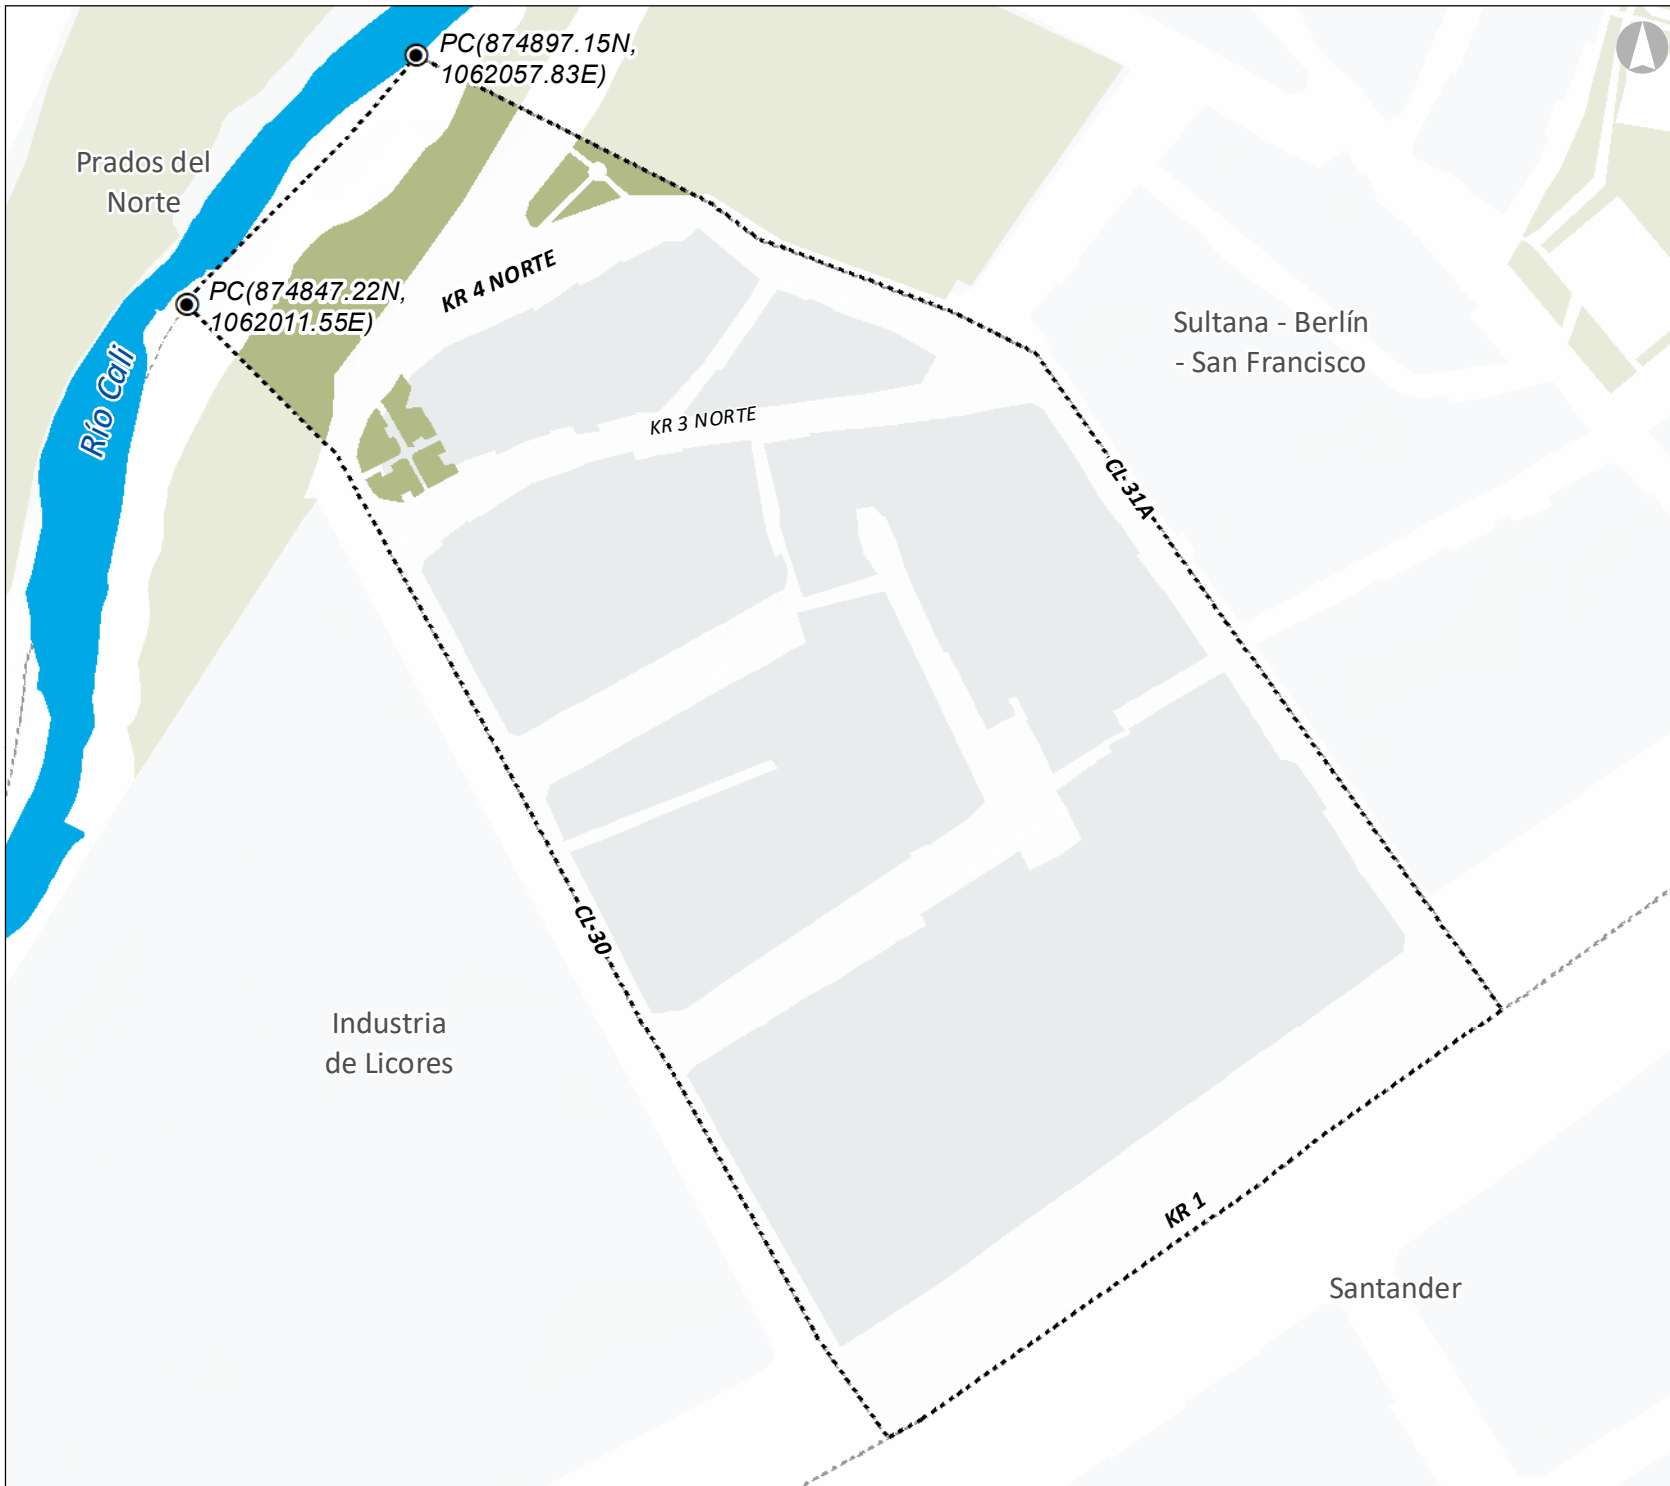 PC(874897.15N,
1062057.83E)
Prados del
Norte
KR 4 NORTE
PC(874847.22N,
1062011.55E)
Sultana - Berlín
- San Francisco
Río Cali
KR 3 NORTE
CL 31A
CL 30
Industria
de Licores
KR 1
Santander